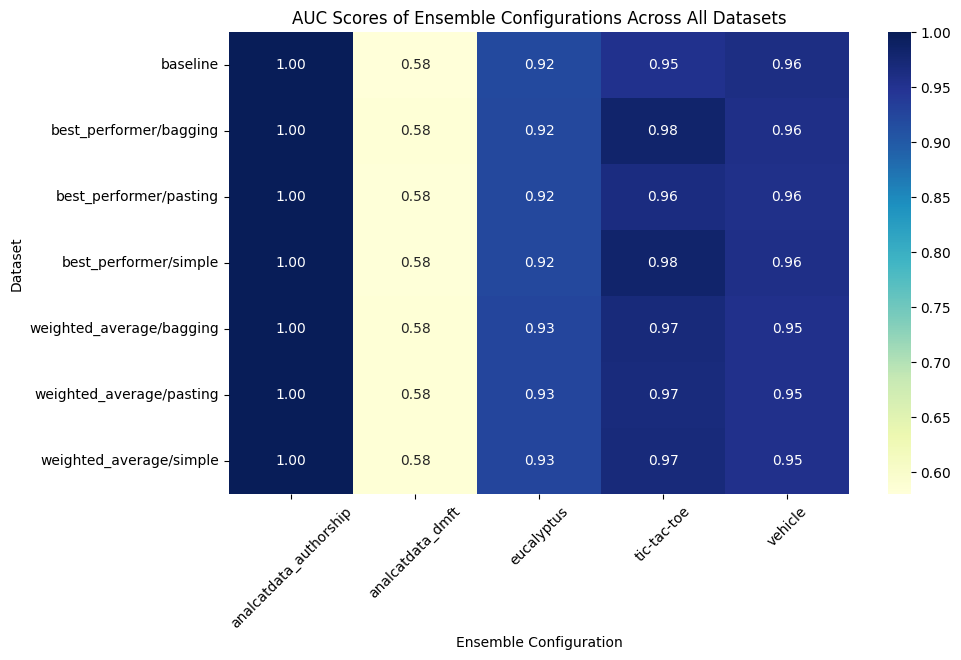 AUC Scores of Ensemble Configurations Across All Datasets
Dataset
baseline 1.00 0.58 0.92 0.95 0.96
best_performer/bagging 1.00 0.58 0.92 0.98 0.96
best_performer/pasting 1.00 0.58 0.92 0.96 0.96
best_performer/simple 1.00 0.58 0.92 0.98 0.96
weighted_average/bagging 1.00 0.58 0.93 0.97 0.95
weighted_average/pasting 1.00 0.58 0.93 0.97 0.95
weighted_average/simple 1.00 0.58 0.93 0.97 0.95
analcatdata_authorship
analcatdata_dmft
eucalyptus
tic-tac-toe
vehicle
Ensemble Configuration
1.00
0.95
0.90
0.85
0.80
0.75
0.70
0.65
0.60